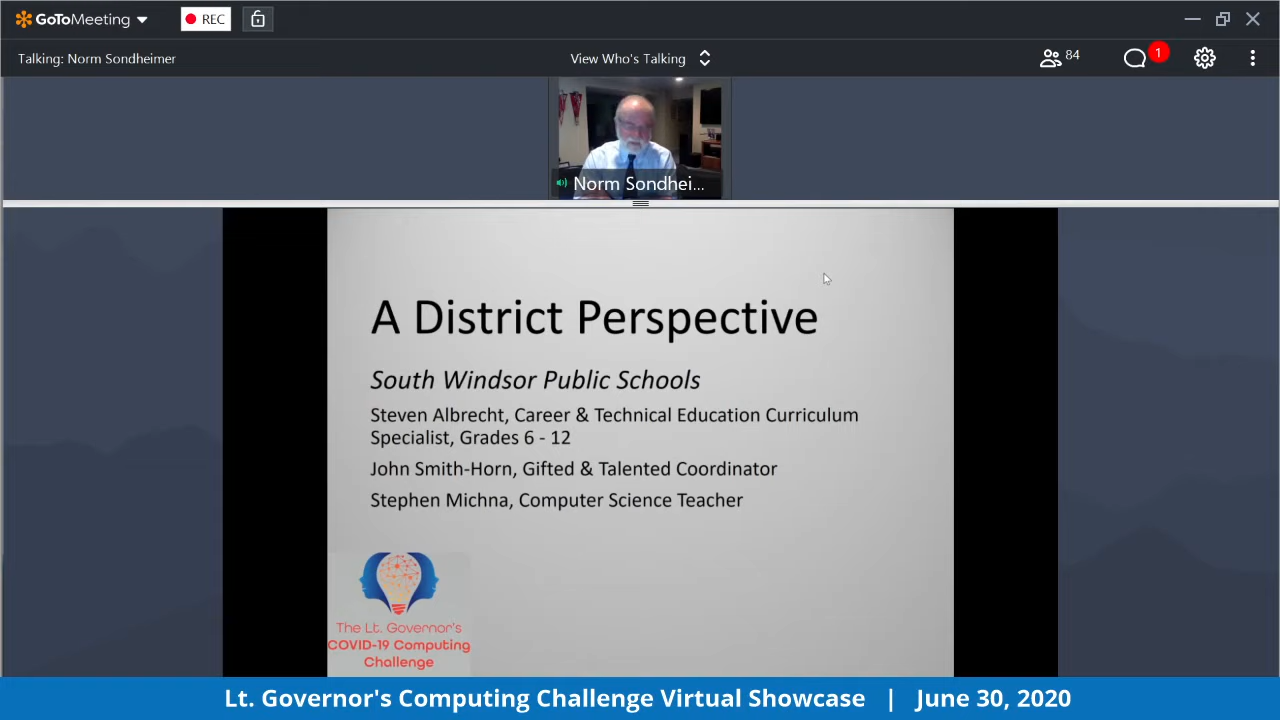 GoToMeeting
REC
Talking: Norm Sondheimer
View Who's Talking
84
1
Norm Sondhei...
A District Perspective
South Windsor Public Schools
Steven Albrecht, Career & Technical Education Curriculum
Specialist, Grades 6 - 12
John Smith-Horn, Gifted & Talented Coordinator
Stephen Michna, Computer Science Teacher
The Lt. Governor's
COVID-19 Computing
Challenge
Lt. Governor's Computing Challenge Virtual Showcase | June 30, 2020